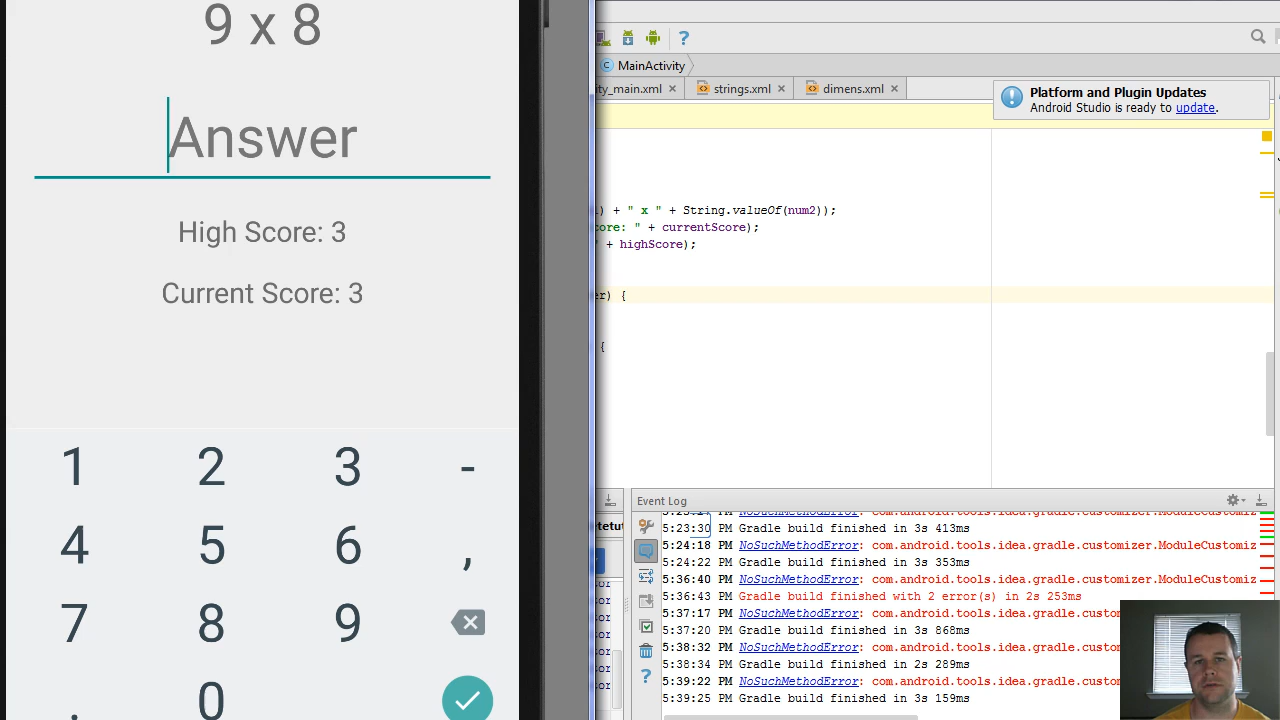 9 x 8
Answer
High Score: 3
Current Score: 3
1 2 3 -
4 5 6 ,
7 8 9
. 0
?
C MainActivity
ty_main.xml × strings.xml × dimens.xml ×
Platform and Plugin Updates
Android Studio is ready to update.
) + " x " + String.valueOf(num2));
core: " + currentScore);
" + highScore);
er) {
{
Event Log
5:23:30 PM Gradle build finished in 3s 413ms
5:24:18 PM NoSuchMethodError: com.android.tools.idea.gradle.customizer.ModuleCustomiz
5:24:22 PM Gradle build finished in 3s 353ms
5:36:40 PM NoSuchMethodError: com.android.tools.idea.gradle.customizer.ModuleCustomiz
5:36:43 PM Gradle build finished with 2 error(s) in 2s 253ms
5:37:17 PM NoSuchMethodError: com.android.tools.idea.gradle.custo
5:37:20 PM Gradle build finished in 3s 868ms
5:38:32 PM NoSuchMethodError: com.android.tools.idea.gradle.custo
5:38:34 PM Gradle build finished in 2s 289ms
5:39:22 PM NoSuchMethodError: com.android.tools.idea.gradle.custo
5:39:25 PM Gradle build finished in 3s 159ms